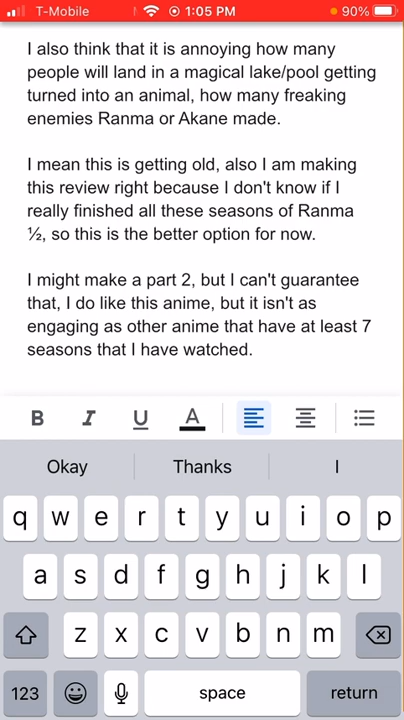 T-Mobile 1:05 PM 90%
I also think that it is annoying how many
people will land in a magical lake/pool getting
turned into an animal, how many freaking
enemies Ranma or Akane made.
I mean this is getting old, also I am making
this review right because I don't know if I
really finished all these seasons of Ranma
½, so this is the better option for now.
I might make a part 2, but I can't guarantee
that, I do like this anime, but it isn't as
engaging as other anime that have at least 7
seasons that I have watched.
B I U A
Okay Thanks I
q w e r t y u i o p
a s d f g h j k l
z x c v b n m
123 space return